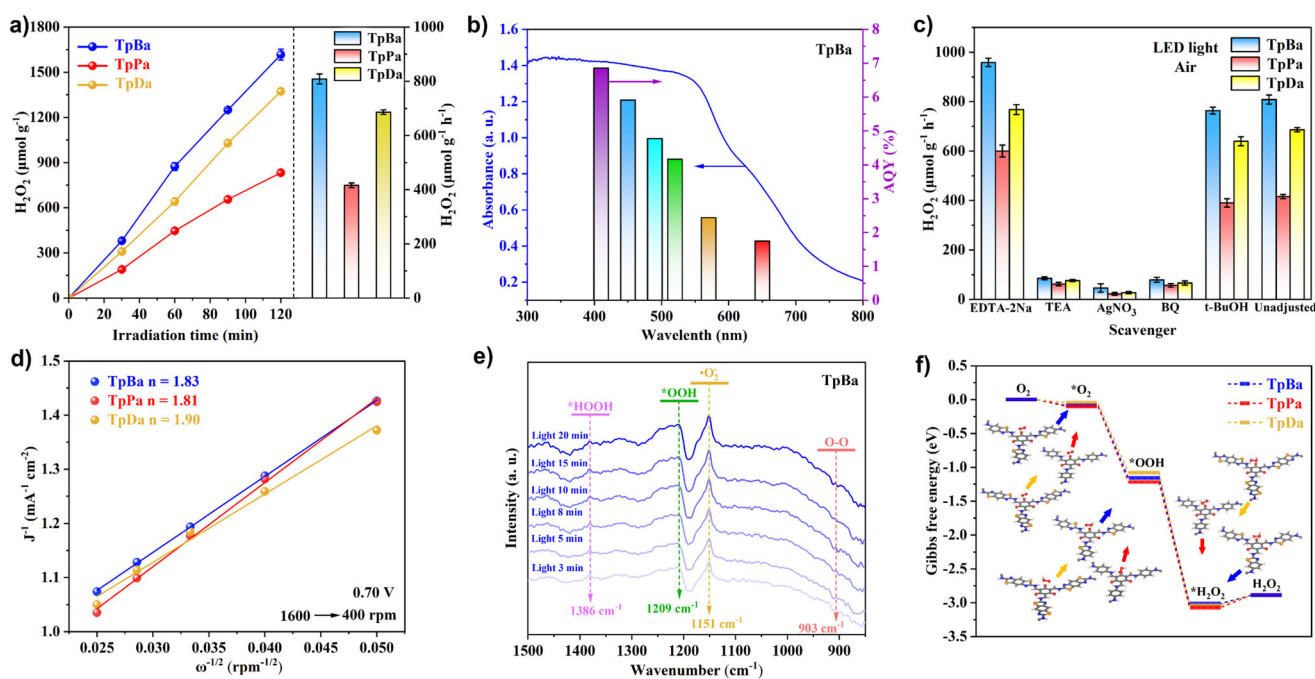 a)
1800
1500
1200
900
600
300
0
H₂O₂ (μmol g⁻¹)
TpBa
TpPa
TpDa
0 30 60 90 120
Irradiation time (min)
TpBa
TpPa
TpDa
1000
800
600
400
200
0
H₂O₂ (μmol g⁻¹ h⁻¹)
b)
1.6
1.4
1.2
1.0
0.8
0.6
0.4
0.2
Absorbance (a. u.)
TpBa
300 400 500 600 700 800
Wavelenth (nm)
8
7
6
5
4
3
2
1
0
AQY (%)
c)
1000
800
600
400
200
0
H₂O₂ (μmol g⁻¹ h⁻¹)
LED light
Air
TpBa
TpPa
TpDa
EDTA-2Na TEA AgNO₃ BQ t-BuOH Unadjusted
Scavenger
d)
1.5
1.4
1.3
1.2
1.1
1.0
J⁻¹ (mA⁻¹ cm⁻²)
TpBa n = 1.83
TpPa n = 1.81
TpDa n = 1.90
0.70 V
1600 → 400 rpm
0.025 0.030 0.035 0.040 0.045 0.050
ω⁻¹/² (rpm⁻¹/²)
e)
Intensity (a. u.)
TpBa
·O₂⁻
*OOH
*HOOH
O-O
Light 20 min
Light 15 min
Light 10 min
Light 8 min
Light 5 min
Light 3 min
1386 cm⁻¹
1209 cm⁻¹
1151 cm⁻¹
903 cm⁻¹
1500 1400 1300 1200 1100 1000 900
Wavenumber (cm⁻¹)
f)
0.5
0.0
-0.5
-1.0
-1.5
-2.0
-2.5
-3.0
-3.5
Gibbs free energy (eV)
O₂
*O₂
*OOH
*H₂O₂
H₂O₂
TpBa
TpPa
TpDa